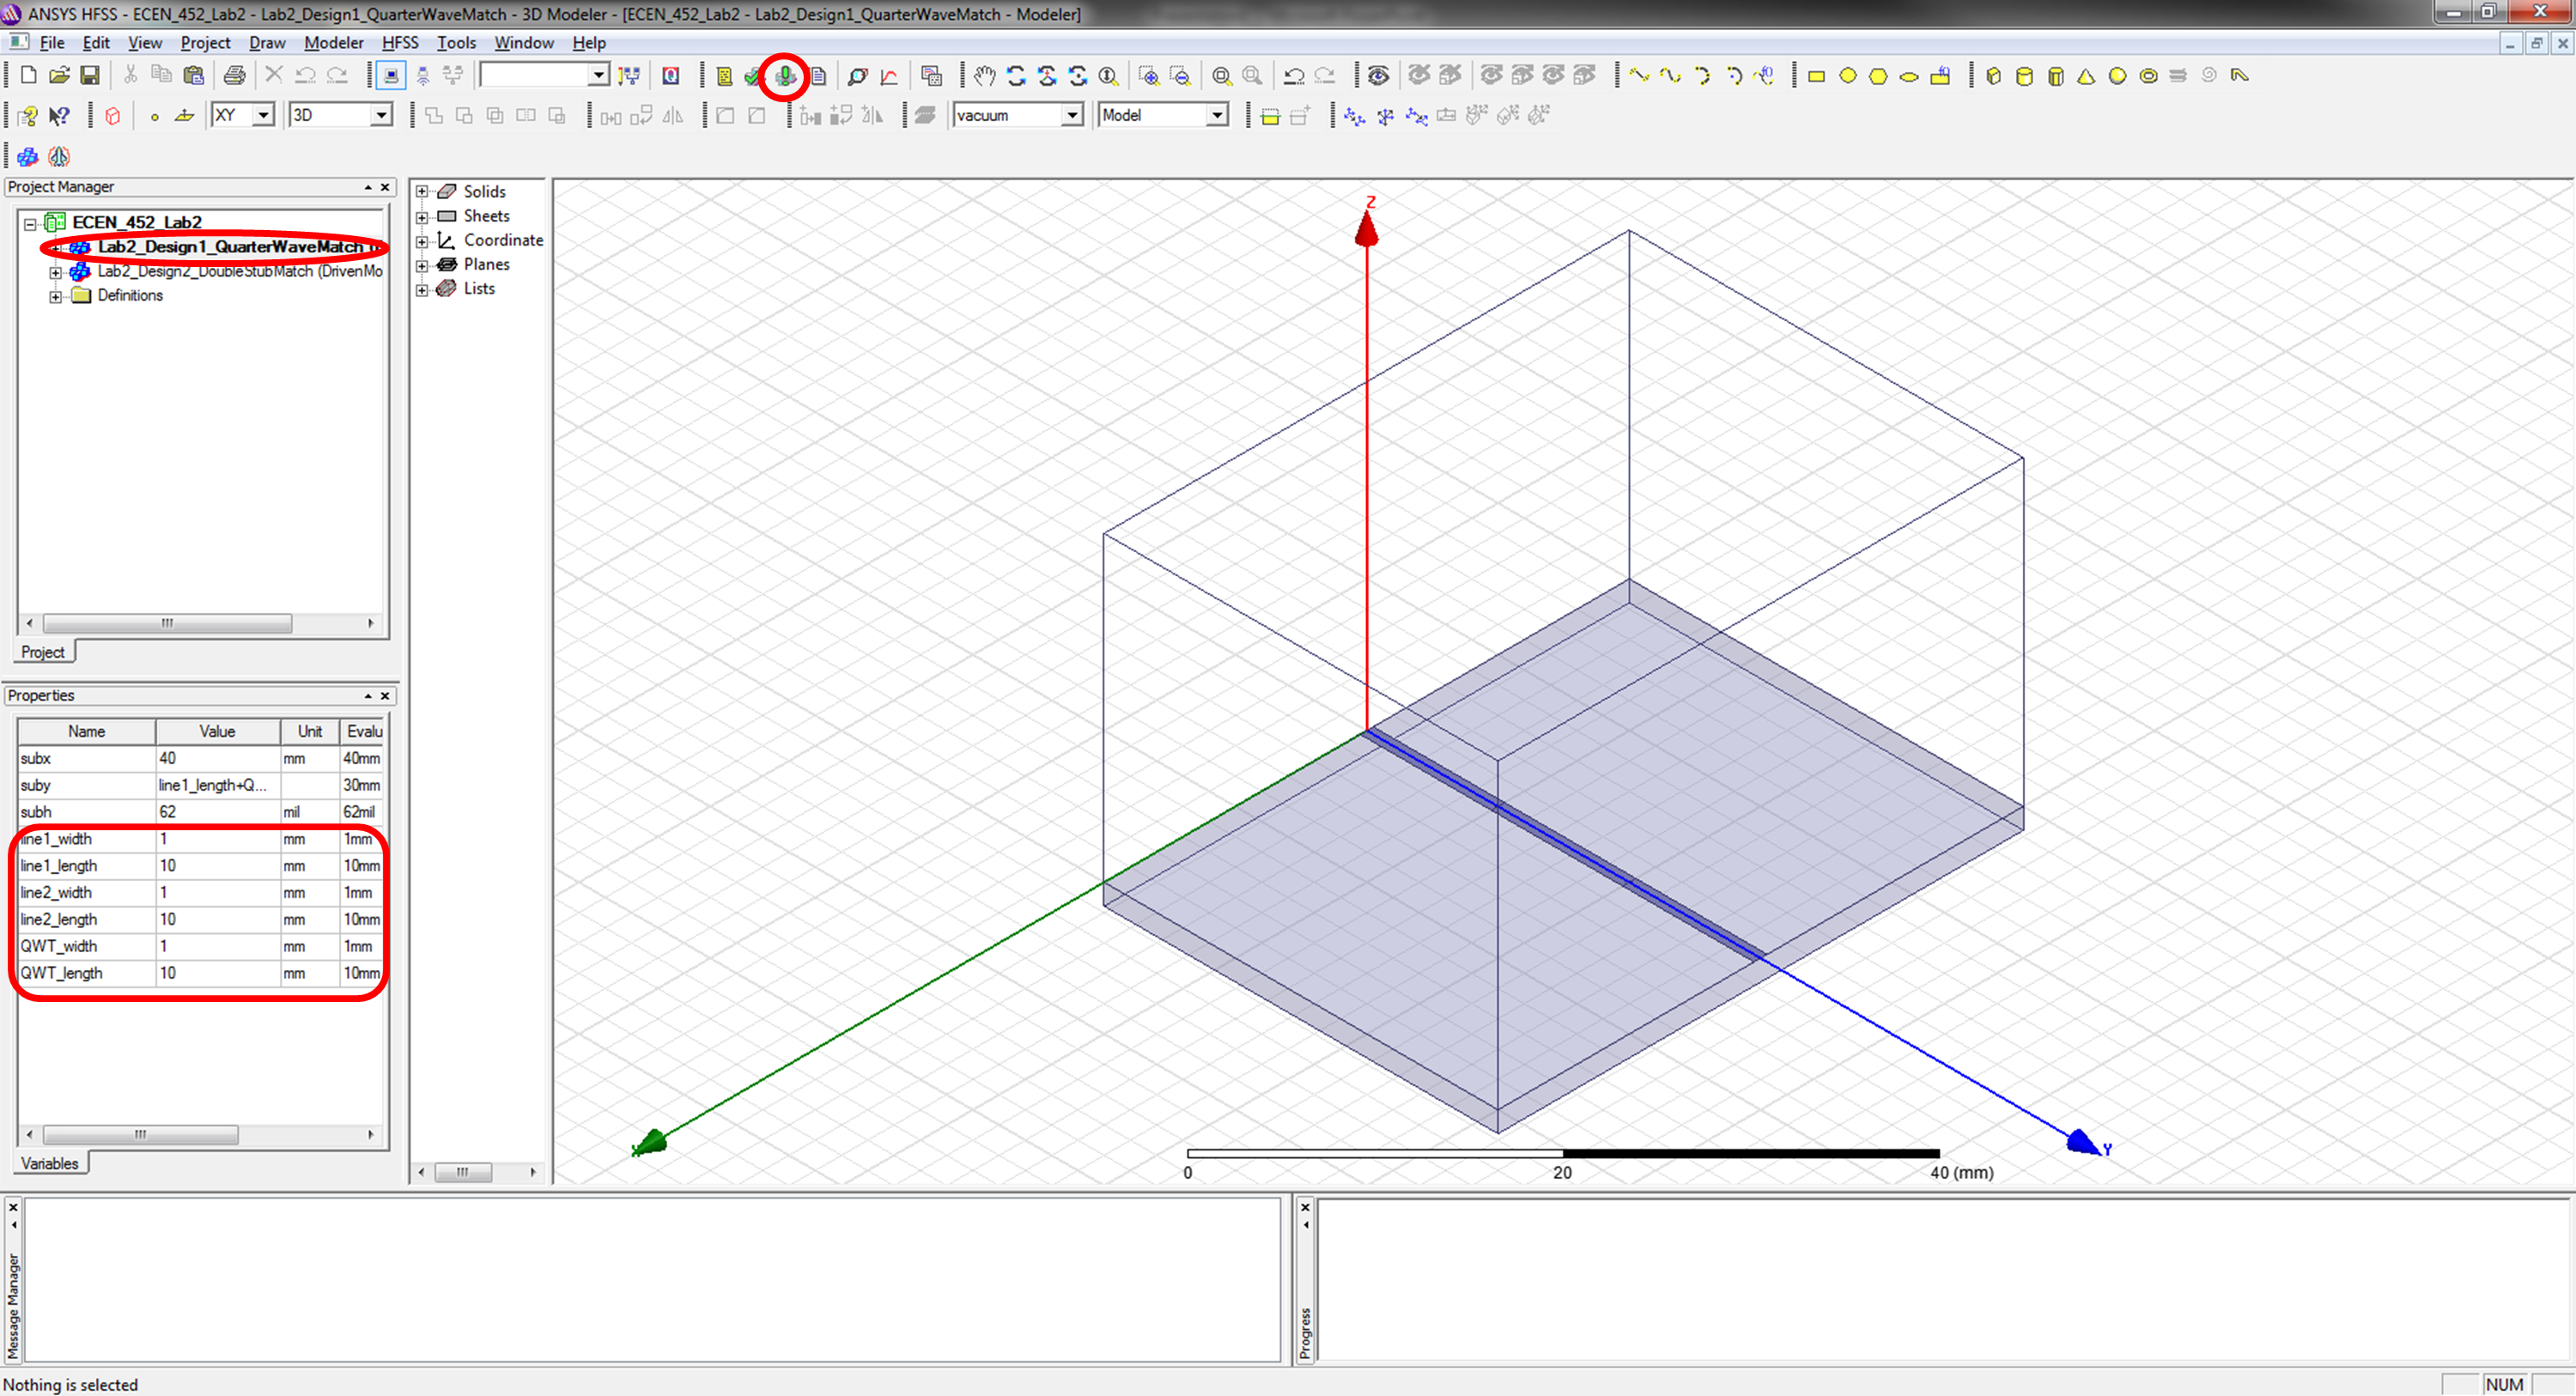 ANSYS HFSS - ECEN_452_Lab2 - Lab2_Design1_QuarterWaveMatch - 3D Modeler - [ECEN_452_Lab2 - Lab2_Design1_QuarterWaveMatch - Modeler]
File Edit View Project Draw Modeler HFSS Tools Window Help
XY 3D vacuum Model
Project Manager
ECEN_452_Lab2
Lab2_Design1_QuarterWaveMatch
Lab2_Design2_DoubleStubMatch (DrivenMo
Definitions
Project
Solids
Sheets
Coordinate
Planes
Lists
Properties
Name Value Unit Evalu
subx 40 mm 40mm
suby line1_length+Q... 30mm
subh 62 mil 62mil
line1_width 1 mm 1mm
line1_length 10 mm 10mm
line2_width 1 mm 1mm
line2_length 10 mm 10mm
QWT_width 1 mm 1mm
QWT_length 10 mm 10mm
Variables
Z
Y
0 20 40 (mm)
Message Manager
Progress
Nothing is selected
NUM